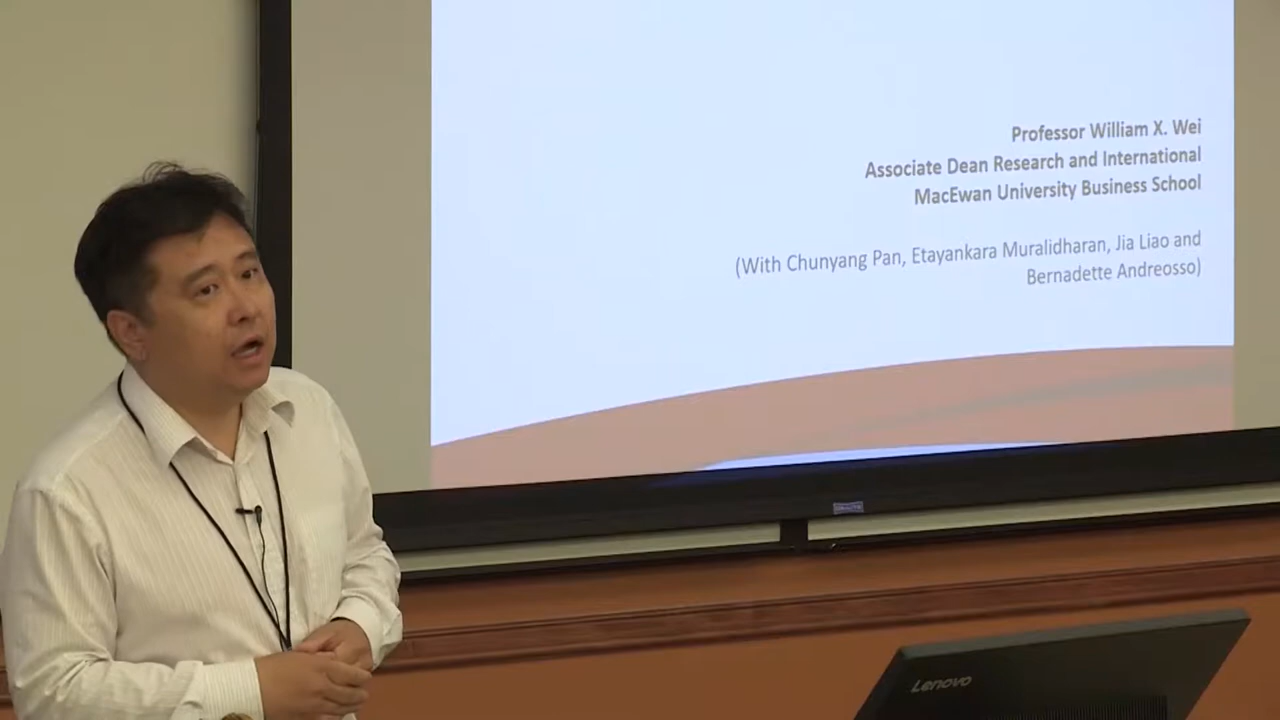 Professor William X. Wei
Associate Dean Research and International
MacEwan University Business School
(With Chunyang Pan, Etayankara Muralidharan, Jia Liao and
Bernadette Andreosso)
Lenovo